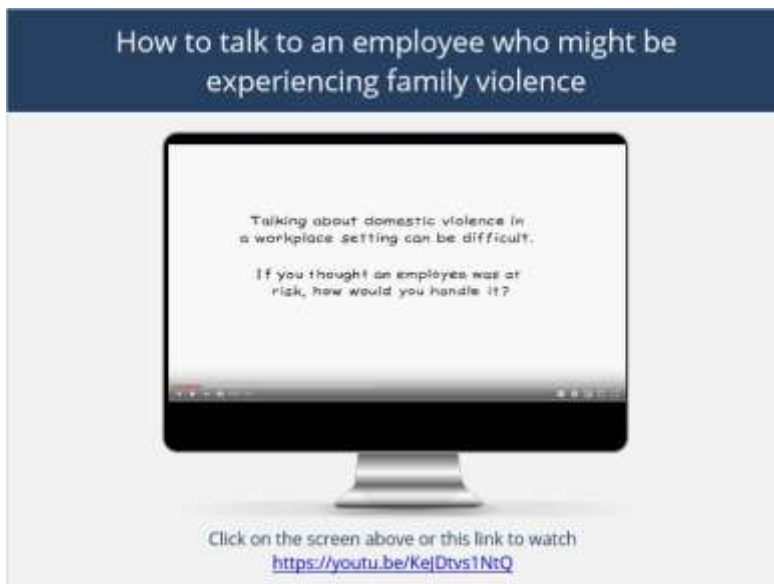 How to talk to an employee who might be
experiencing family violence
Talking about domestic violence in
a workplace setting can be difficult.
If you thought an employee was at
risk, how would you handle it?
Click on the screen above or this link to watch
https://youtu.be/KeJDtvs1NtQ